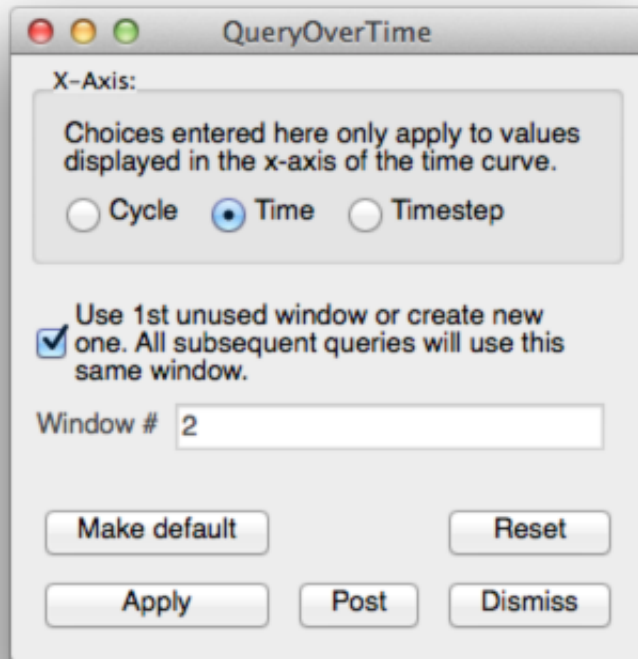 QueryOverTime
X-Axis:
Choices entered here only apply to values
displayed in the x-axis of the time curve.
Cycle Time Timestep
Use 1st unused window or create new
one. All subsequent queries will use this
same window.
Window # 2
Make default Reset
Apply Post Dismiss